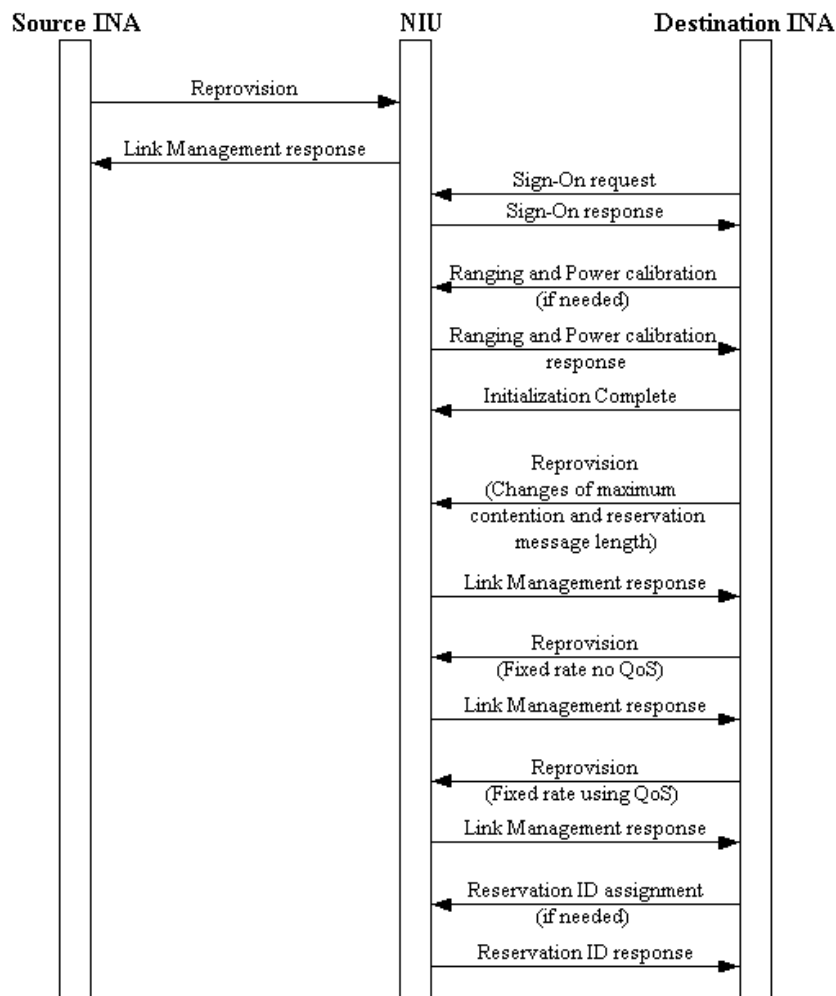 Source INA
NIU
Destination INA
Reprovision
Link Management response
Sign-On request
Sign-On response
Ranging and Power calibration
(if needed)
Ranging and Power calibration
response
Initialization Complete
Reprovision
(Changes of maximum
contention and reservation
message length)
Link Management response
Reprovision
(Fixed rate no QoS)
Link Management response
Reprovision
(Fixed rate using QoS)
Link Management response
Reservation ID assignment
(if needed)
Reservation ID response